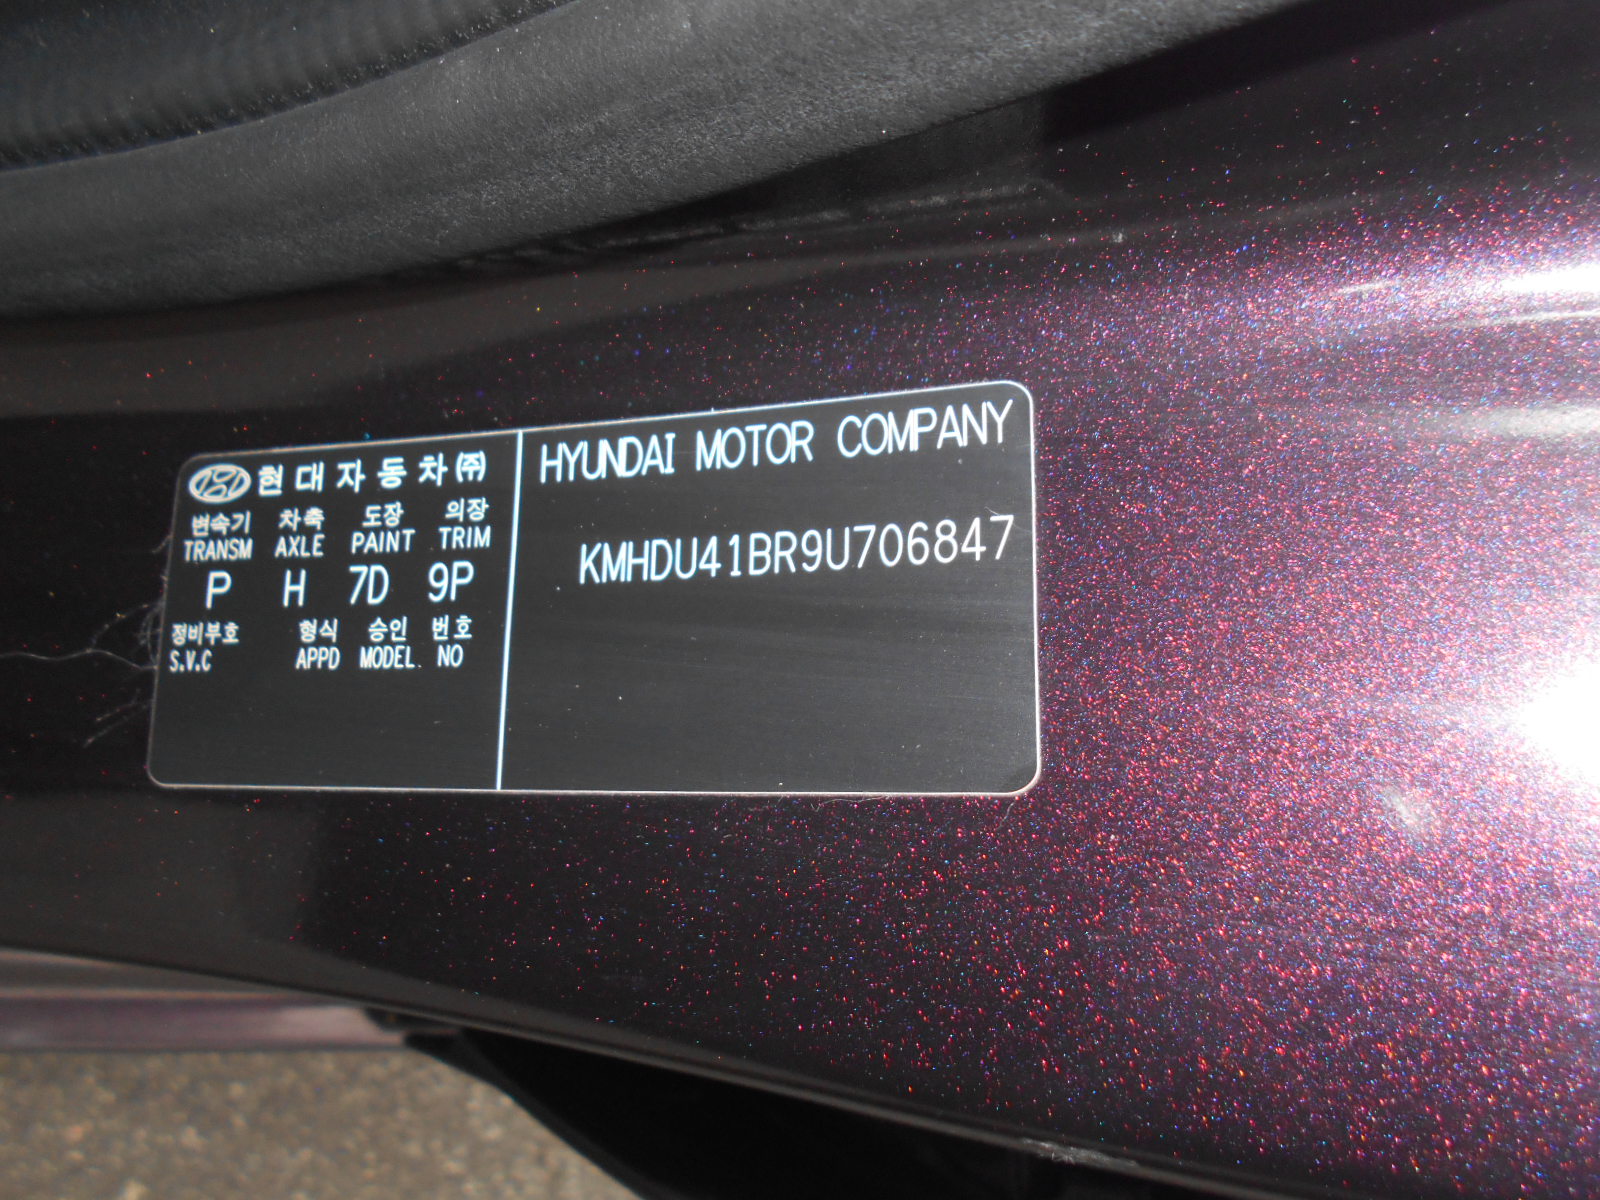 현대자동차㈜
변속기 차축 도장 의장
TRANSM AXLE PAINT TRIM
P H 7D 9P
정비부호 형식 승인 번호
S.V.C APPD MODEL. NO
HYUNDAI MOTOR COMPANY
KMHDU41BR9U706847